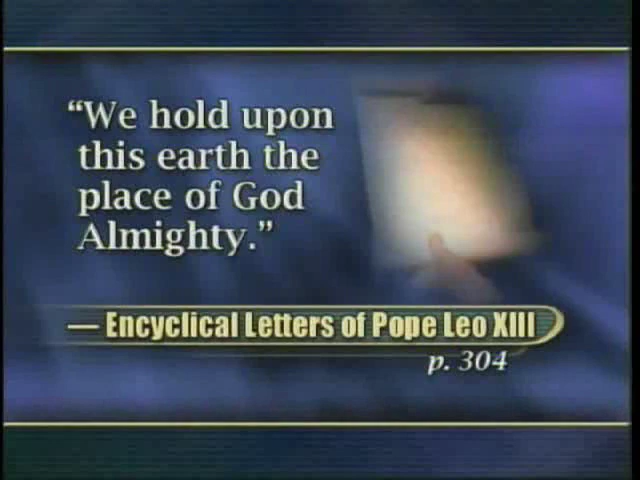 “We hold upon
this earth the
place of God
Almighty.”
— Encyclical Letters of Pope Leo XIII
p. 304